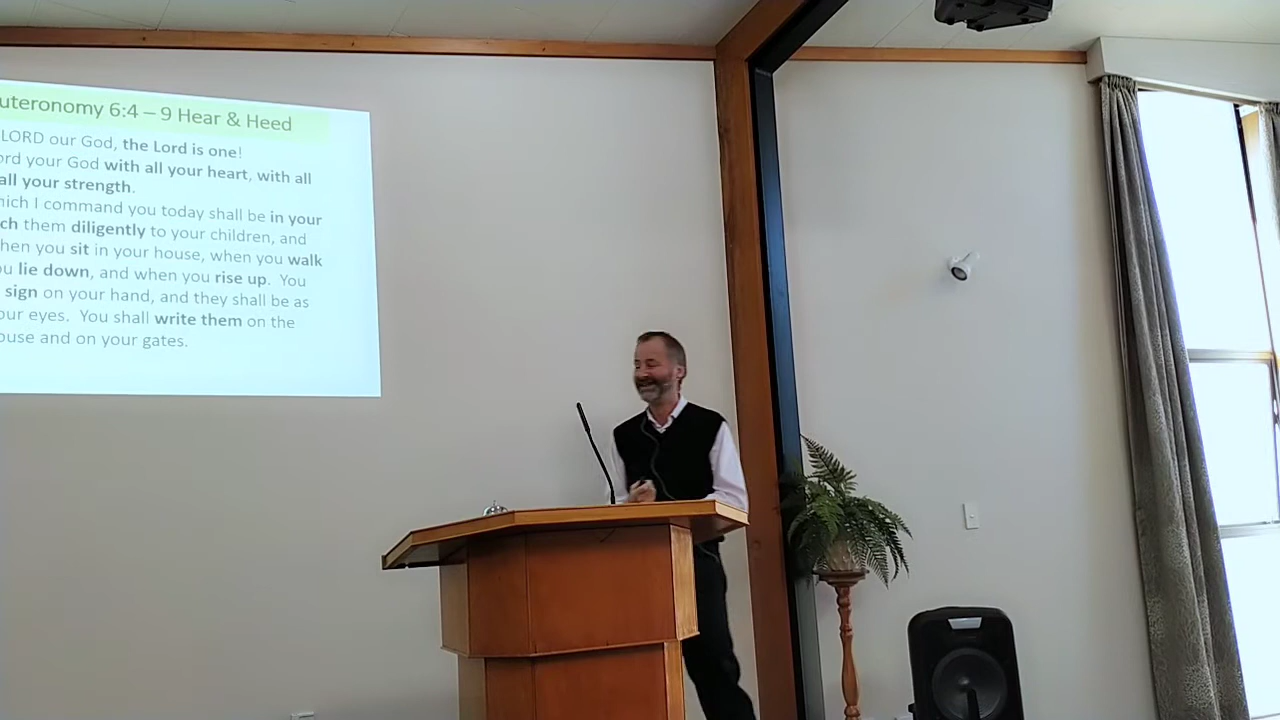 uteronomy 6:4 – 9 Hear & Heed
LORD our God, the Lord is one!
ord your God with all your heart, with all
all your strength.
hich I command you today shall be in your
ch them diligently to your children, and
hen you sit in your house, when you walk
u lie down, and when you rise up. You
sign on your hand, and they shall be as
our eyes. You shall write them on the
ouse and on your gates.